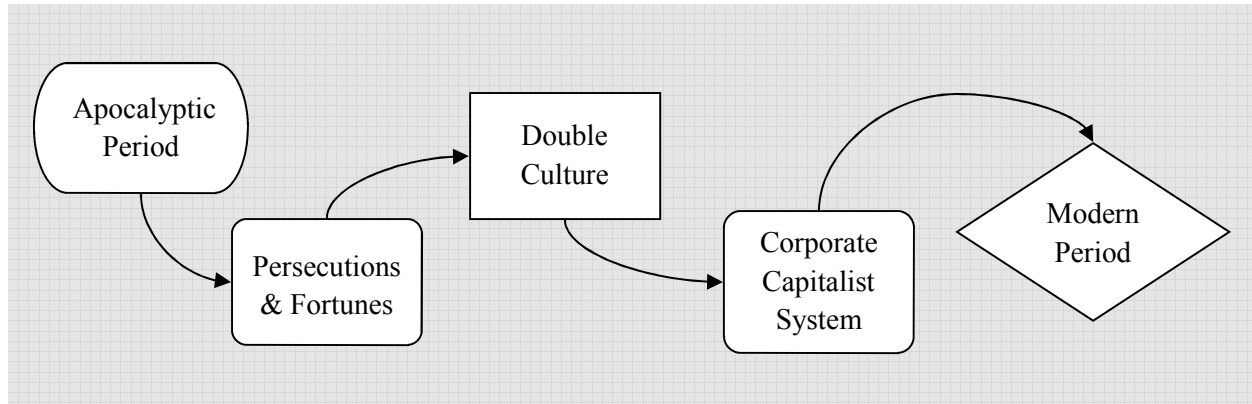 Apocalyptic
Period
Persecutions
& Fortunes
Double
Culture
Corporate
Capitalist
System
Modern
Period